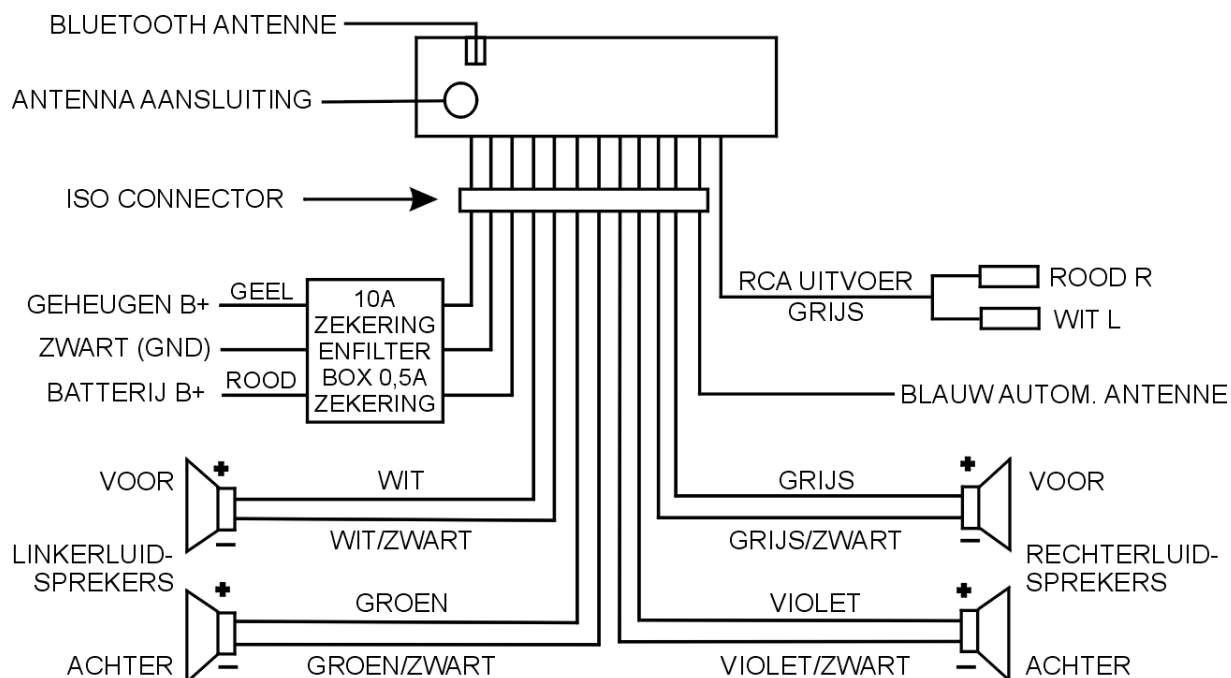 BLUETOOTH ANTENNE
ANTENNA AANSLUITING
ISO CONNECTOR
GEHEUGEN B+
GEEL
ZWART (GND)
BATTERIJ B+
ROOD
10A
ZEKERING
ENFILTER
BOX 0,5A
ZEKERING
RCA UITVOER
GRIJS
ROOD R
WIT L
BLAUW AUTOM. ANTENNE
VOOR
+
WIT
–
WIT/ZWART
LINKERLUID-
SPREKERS
+
GROEN
ACHTER
–
GROEN/ZWART
GRIJS
+
VOOR
GRIJS/ZWART
–
RECHTERLUID-
SPREKERS
VIOLET
+
VIOLET/ZWART
–
ACHTER